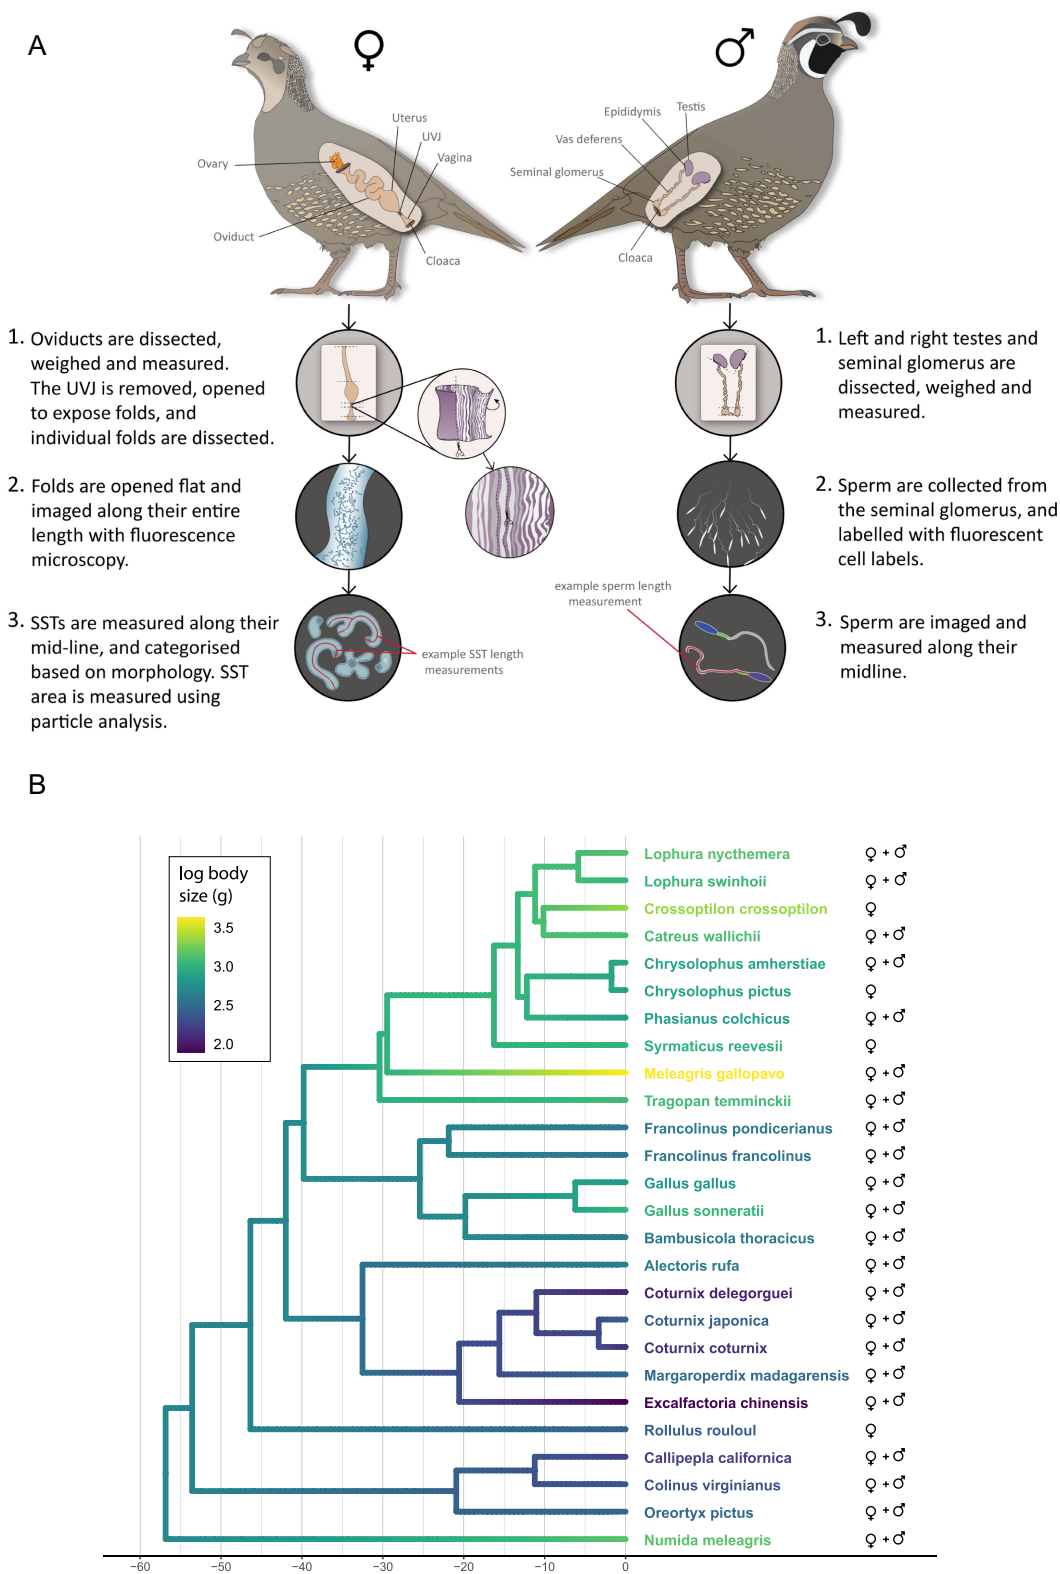 A
♀
♂
Uterus
UVJ
Vagina
Ovary
Oviduct
Cloaca
Testis
Epididymis
Vas deferens
Seminal glomerus
Cloaca
1. Oviducts are dissected,
weighed and measured.
The UVJ is removed, opened
to expose folds, and
individual folds are dissected.
2. Folds are opened flat and
imaged along their entire
length with fluorescence
microscopy.
3. SSTs are measured along their
mid-line, and categorised
based on morphology. SST
area is measured using
particle analysis.
example SST length
measurements
1. Left and right testes and
seminal glomerus are
dissected, weighed and
measured.
2. Sperm are collected from
the seminal glomerus, and
labelled with fluorescent
cell labels.
example sperm length
measurement
3. Sperm are imaged and
measured along their
midline.
B
log body
size (g)
3.5
3.0
2.5
2.0
Lophura nycthemera ♀ + ♂
Lophura swinhoii ♀ + ♂
Crossoptilon crossoptilon ♀
Catreus wallichii ♀ + ♂
Chrysolophus amherstiae ♀ + ♂
Chrysolophus pictus ♀
Phasianus colchicus ♀ + ♂
Syrmaticus reevesii ♀
Meleagris gallopavo ♀ + ♂
Tragopan temminckii ♀ + ♂
Francolinus pondicerianus ♀ + ♂
Francolinus francolinus ♀ + ♂
Gallus gallus ♀ + ♂
Gallus sonneratii ♀ + ♂
Bambusicola thoracicus ♀ + ♂
Alectoris rufa ♀ + ♂
Coturnix delegorguei ♀ + ♂
Coturnix japonica ♀ + ♂
Coturnix coturnix ♀ + ♂
Margaroperdix madagarensis ♀ + ♂
Excalfactoria chinensis ♀ + ♂
Rollulus rouloul ♀
Callipepla californica ♀ + ♂
Colinus virginianus ♀ + ♂
Oreortyx pictus ♀ + ♂
Numida meleagris ♀ + ♂
−60 −50 −40 −30 −20 −10 0